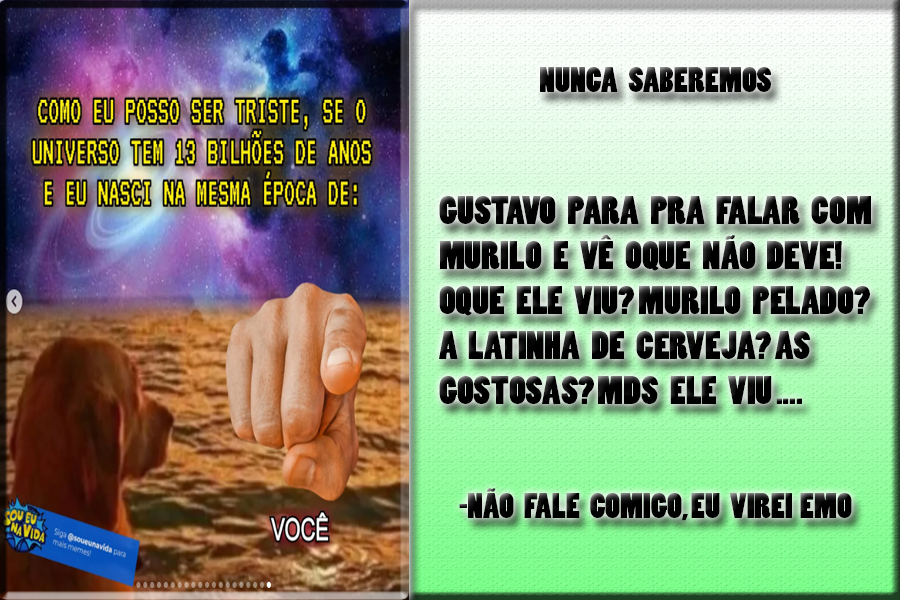 COMO EU POSSO SER TRISTE, SE O
UNIVERSO TEM 13 BILHÕES DE ANOS
E EU NASCI NA MESMA ÉPOCA DE:
VOCÊ
SOU EU
NA VIDA
Siga @soueunavida para
mais memes!
NUNCA SABEREMOS
GUSTAVO PARA PRA FALAR COM
MURILO E VÊ OQUE NÃO DEVE!
OQUE ELE VIU? MURILO PELADO?
A LATINHA DE CERVEJA? AS
GOSTOSAS? MDS ELE VIU ....
-NÃO FALE COMIGO, EU VIREI EMO